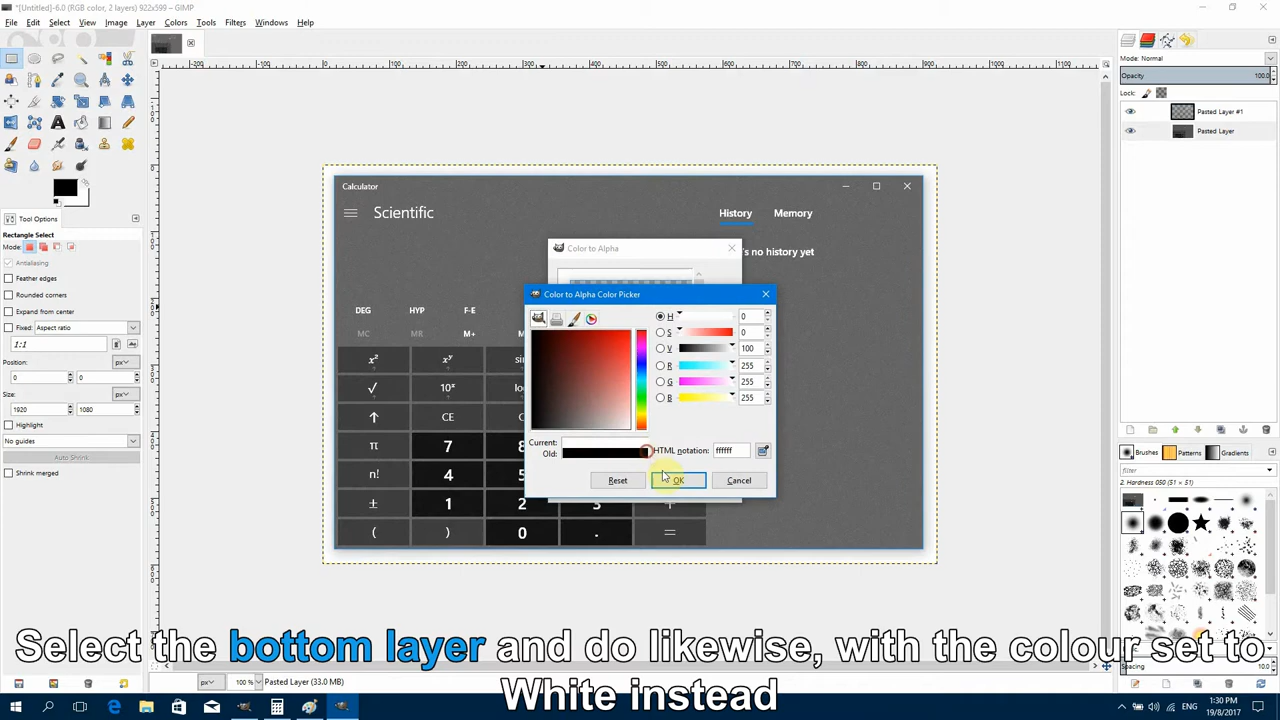 *[Untitled]-6.0 (RGB color, 2 layers) 922x599 – GIMP
File Edit Select View Image Layer Colors Tools Filters Windows Help
Tool Options
Rectangle Select
Mode:
Antialiasing
Feather edges
Rounded corners
Expand from center
Fixed: Aspect ratio
1:1
Position: px
0 0
Size: px
1920 1080
Highlight
No guides
Auto Shrink
Shrink merged
Calculator
Scientific
History Memory
's no history yet
DEG HYP F-E
MC MR M+
x² xʸ
√ 10ˣ
↑ CE
π 7
n! 4
± 1 2 3 +
( ) 0 . =
Color to Alpha
Color to Alpha Color Picker
H 0
S 0
V 100
R 255
G 255
B 255
Current:
Old:
HTML notation: ffffff
Reset OK Cancel
Mode: Normal
Opacity 100.0
Lock:
Pasted Layer #1
Pasted Layer
Brushes Patterns Gradients
filter
2. Hardness 050 (51 × 51)
Spacing 10.0
Select the bottom layer and do likewise, with the colour set to
White instead
px 100 % Pasted Layer (33.0 MB)
ENG
1:30 PM
19/8/2017